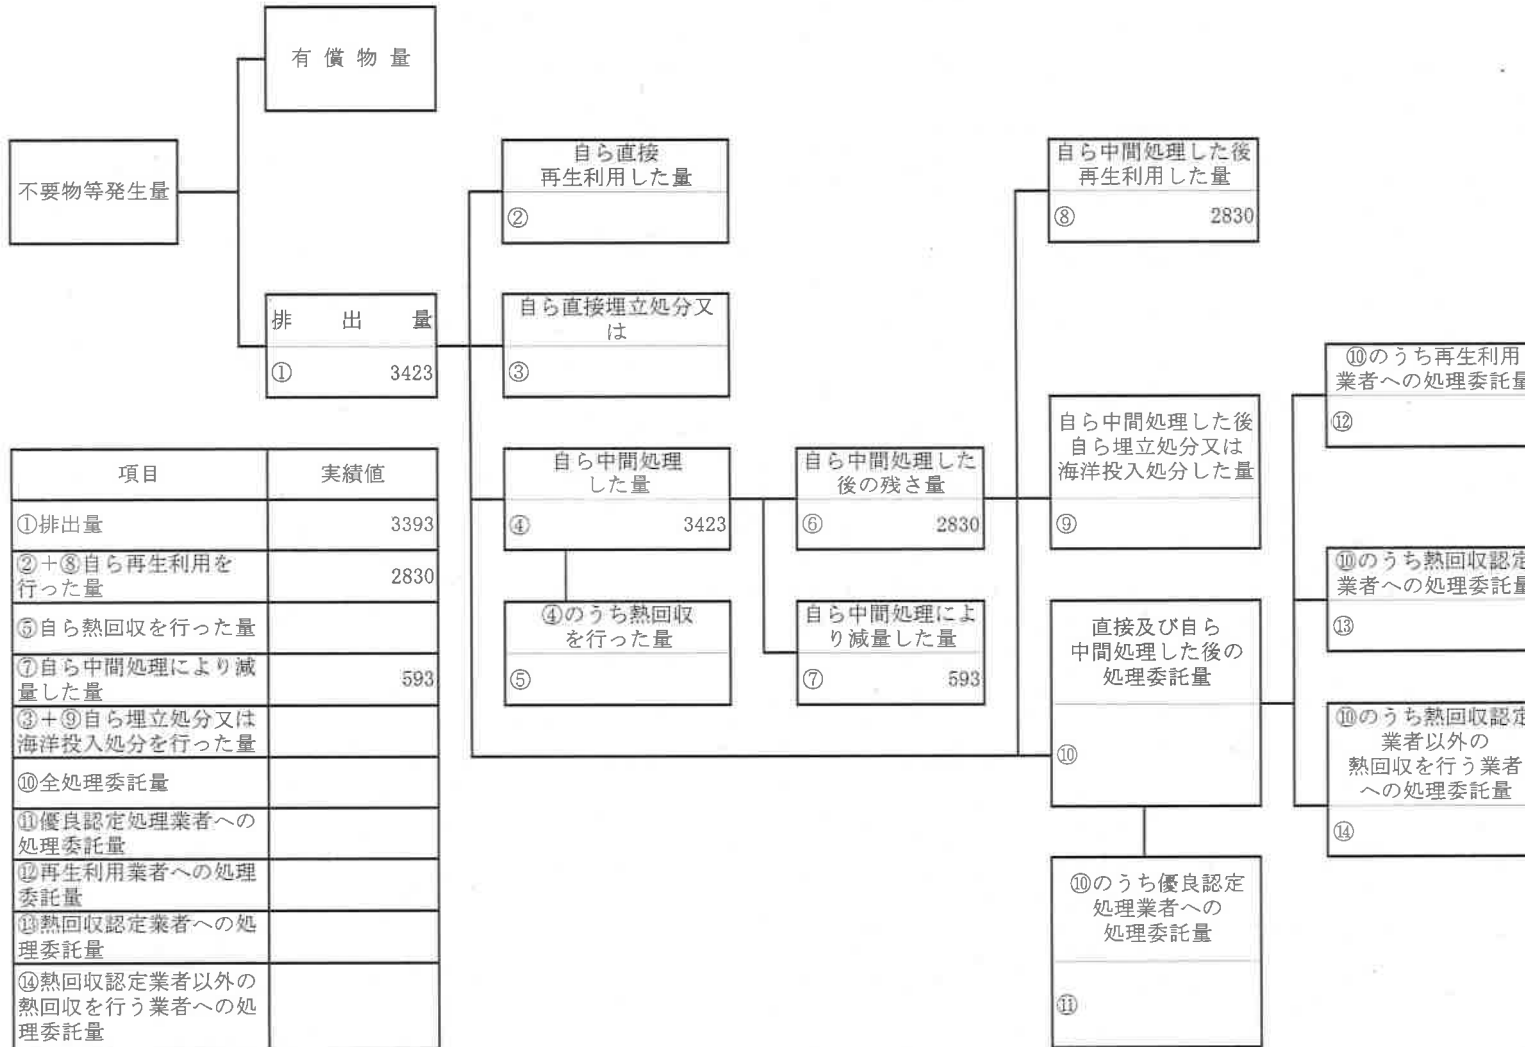 有償物量
不要物等発生量
排出量
① 3423
自ら直接
再生利用した量
②
自ら直接埋立処分又
は
③
自ら中間処理
した量
④ 3423
④のうち熱回収
を行った量
⑤
自ら中間処理した
後の残さ量
⑥ 2830
自ら中間処理によ
り減量した量
⑦ 593
自ら中間処理した後
再生利用した量
⑧ 2830
自ら中間処理した後
自ら埋立処分又は
海洋投入処分した量
⑨
直接及び自ら
中間処理した後の
処理委託量
⑩
⑩のうち優良認定
処理業者への
処理委託量
⑪
⑩のうち再生利用
業者への処理委託量
⑫
⑩のうち熱回収認定
業者への処理委託量
⑬
⑩のうち熱回収認定
業者以外の
熱回収を行う業者
への処理委託量
⑭
項目 実績値
①排出量 3393
②+⑧自ら再生利用を
行った量 2830
⑤自ら熱回収を行った量
⑦自ら中間処理により減
量した量 593
③+⑨自ら埋立処分又は
海洋投入処分を行った量
⑩全処理委託量
⑪優良認定処理業者への
処理委託量
⑫再生利用業者への処理
委託量
⑬熱回収認定業者への処
理委託量
⑭熱回収認定業者以外の
熱回収を行う業者への処
理委託量